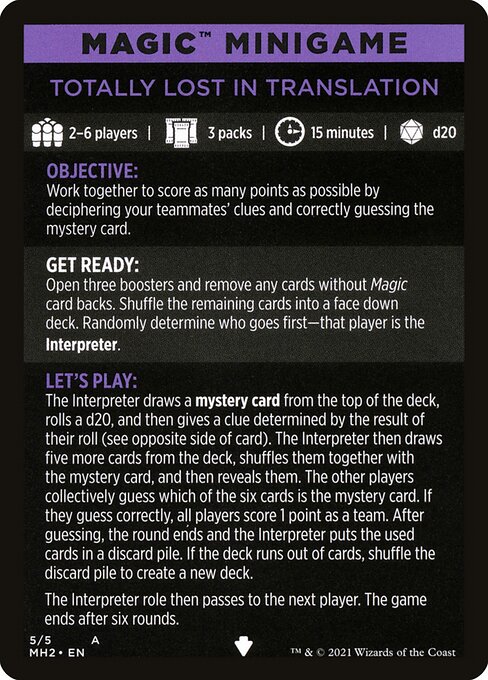 MAGIC™ MINIGAME
TOTALLY LOST IN TRANSLATION
2–6 players | 3 packs | 15 minutes | d20
OBJECTIVE:
Work together to score as many points as possible by
deciphering your teammates' clues and correctly guessing the
mystery card.
GET READY:
Open three boosters and remove any cards without Magic
card backs. Shuffle the remaining cards into a face down
deck. Randomly determine who goes first—that player is the
Interpreter.
LET'S PLAY:
The Interpreter draws a mystery card from the top of the deck,
rolls a d20, and then gives a clue determined by the result of
their roll (see opposite side of card). The Interpreter then draws
five more cards from the deck, shuffles them together with
the mystery card, and then reveals them. The other players
collectively guess which of the six cards is the mystery card. If
they guess correctly, all players score 1 point as a team. After
guessing, the round ends and the Interpreter puts the used
cards in a discard pile. If the deck runs out of cards, shuffle the
discard pile to create a new deck.
The Interpreter role then passes to the next player. The game
ends after six rounds.
5/5 A
MH2 • EN
™ & © 2021 Wizards of the Coast